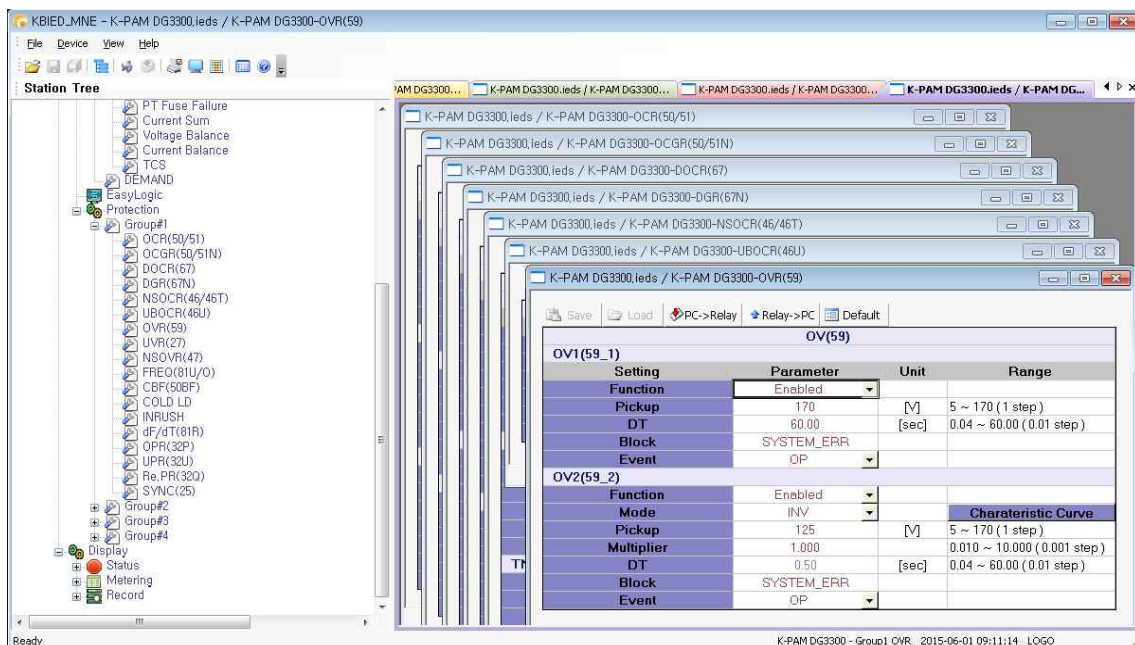 KBIED_MNE - K-PAM DG3300,ieds / K-PAM DG3300-OVR(59)
File Device View Help
Station Tree
PT Fuse Failure
Current Sum
Voltage Balance
Current Balance
TCS
DEMAND
EasyLogic
Protection
Group#1
OCR(50/51)
OCGR(50/51N)
DOCR(67)
DGR(67N)
NSOCR(46/46T)
UBOCR(46U)
OVR(59)
UVR(27)
NSOVR(47)
FREQ(81U/O)
CBF(50BF)
COLD LD
INRUSH
dF/dT(81R)
OPR(32P)
UPR(32U)
Re,PR(32Q)
SYNC(25)
Group#2
Group#3
Group#4
Display
Status
Metering
Record
PAM DG3300... K-PAM DG3300.ieds / K-PAM DG3300... K-PAM DG3300.ieds / K-PAM DG3300... K-PAM DG3300.ieds / K-PAM DG...
K-PAM DG3300,ieds / K-PAM DG3300-OCR(50/51)
K-PAM DG3300,ieds / K-PAM DG3300-OCGR(50/51N)
K-PAM DG3300,ieds / K-PAM DG3300-DOCR(67)
K-PAM DG3300,ieds / K-PAM DG3300-DGR(67N)
K-PAM DG3300,ieds / K-PAM DG3300-NSOCR(46/46T)
K-PAM DG3300,ieds / K-PAM DG3300-UBOCR(46U)
K-PAM DG3300,ieds / K-PAM DG3300-OVR(59)
Save Load PC->Relay Relay->PC Default
OV(59)
OV1(59_1)
Setting Parameter Unit Range
Function Enabled
Pickup 170 [V] 5 ~ 170 ( 1 step )
DT 60.00 [sec] 0.04 ~ 60.00 ( 0.01 step )
Block SYSTEM_ERR
Event OP
OV2(59_2)
Function Enabled
Mode INV Charateristic Curve
Pickup 125 [V] 5 ~ 170 ( 1 step )
Multiplier 1.000 0.010 ~ 10.000 ( 0.001 step )
DT 0.50 [sec] 0.04 ~ 60.00 ( 0.01 step )
Block SYSTEM_ERR
Event OP
Ready K-PAM DG3300 - Group1 OVR 2015-06-01 09:11:14 LOGO